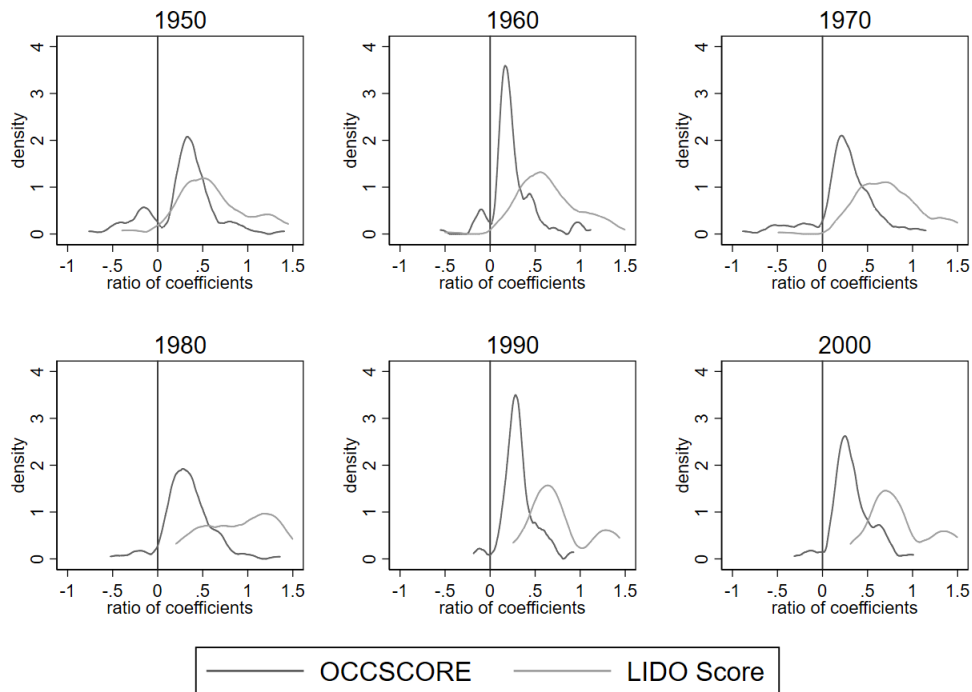 1950 1960 1970
density 4 3 2 1 0 density 4 3 2 1 0 density 4 3 2 1 0
-1 -.5 0 .5 1 1.5 -1 -.5 0 .5 1 1.5 -1 -.5 0 .5 1 1.5
ratio of coefficients ratio of coefficients ratio of coefficients
1980 1990 2000
density 4 3 2 1 0 density 4 3 2 1 0 density 4 3 2 1 0
-1 -.5 0 .5 1 1.5 -1 -.5 0 .5 1 1.5 -1 -.5 0 .5 1 1.5
ratio of coefficients ratio of coefficients ratio of coefficients
OCCSCORE LIDO Score